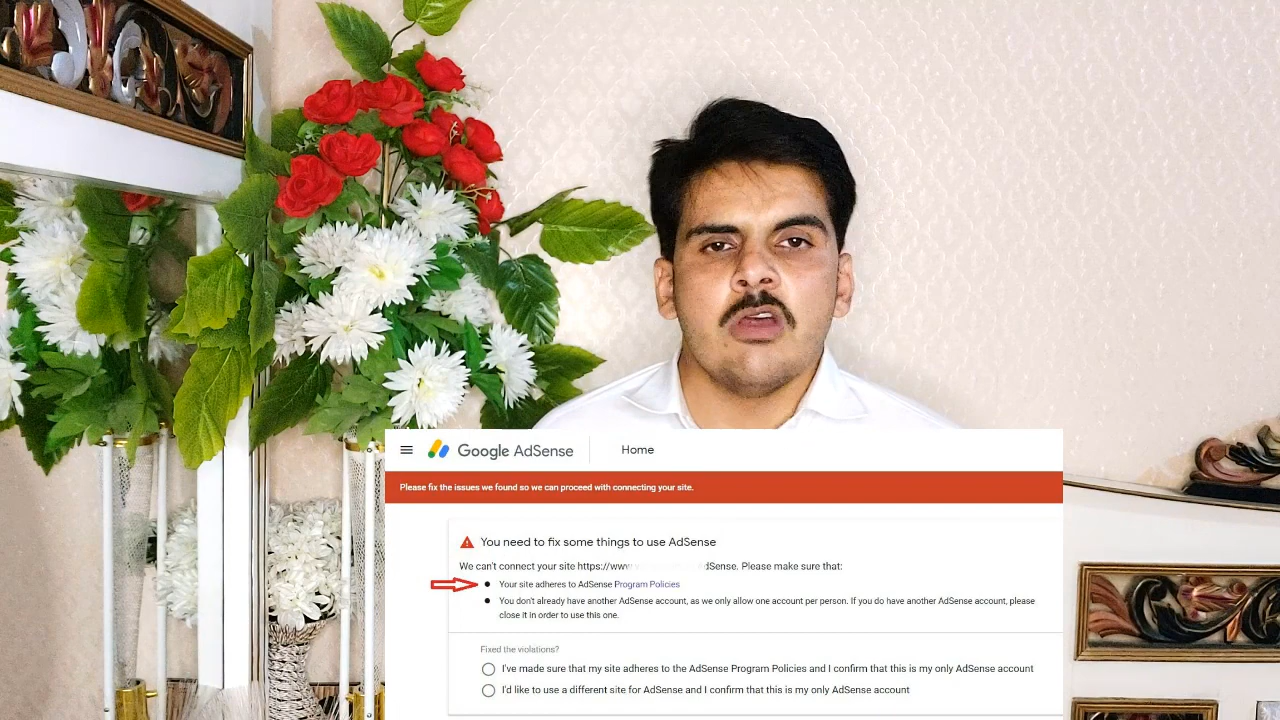 Google AdSense Home
Please fix the issues we found so we can proceed with connecting your site.
You need to fix some things to use AdSense
We can't connect your site https://www dSense. Please make sure that:
Your site adheres to AdSense Program Policies
You don't already have another AdSense account, as we only allow one account per person. If you do have another AdSense account, please
close it in order to use this one.
Fixed the violations?
I've made sure that my site adheres to the AdSense Program Policies and I confirm that this is my only AdSense account
I'd like to use a different site for AdSense and I confirm that this is my only AdSense account